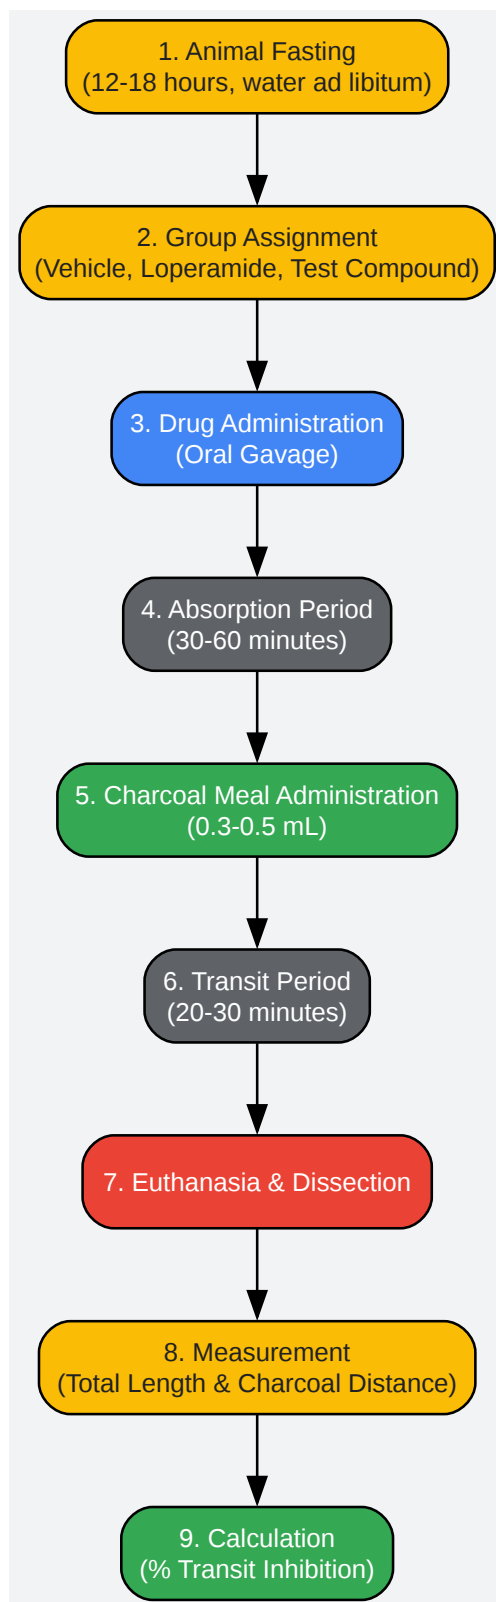 1. Animal Fasting
(12-18 hours, water ad libitum)
2. Group Assignment
(Vehicle, Loperamide, Test Compound)
3. Drug Administration
(Oral Gavage)
4. Absorption Period
(30-60 minutes)
5. Charcoal Meal Administration
(0.3-0.5 mL)
6. Transit Period
(20-30 minutes)
7. Euthanasia & Dissection
8. Measurement
(Total Length & Charcoal Distance)
9. Calculation
(% Transit Inhibition)